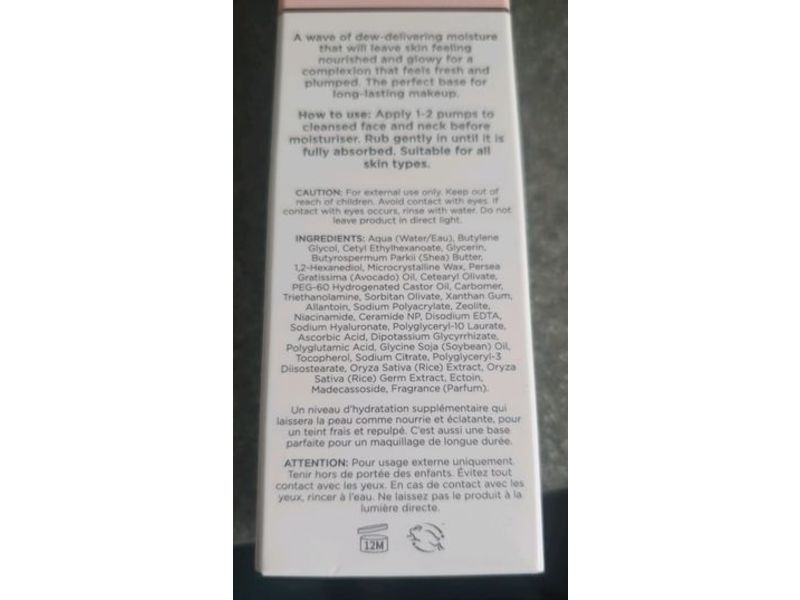 A wave of dew-delivering moisture
that will leave skin feeling
nourished and glowy for a
complexion that feels fresh and
plumped. The perfect base for
long-lasting makeup.
How to use: Apply 1-2 pumps to
cleansed face and neck before
moisturiser. Rub gently in until it is
fully absorbed. Suitable for all
skin types.
CAUTION: For external use only. Keep out of
reach of children. Avoid contact with eyes. If
contact with eyes occurs, rinse with water. Do not
leave product in direct light.
INGREDIENTS: Aqua (Water/Eau), Butylene
Glycol, Cetyl Ethylhexanoate, Glycerin,
Butyrospermum Parkii (Shea) Butter,
1,2-Hexanediol, Microcrystalline Wax, Persea
Gratissima (Avocado) Oil, Cetearyl Olivate,
PEG-60 Hydrogenated Castor Oil, Carbomer,
Triethanolamine, Sorbitan Olivate, Xanthan Gum,
Allantoin, Sodium Polyacrylate, Zeolite,
Niacinamide, Ceramide NP, Disodium EDTA,
Sodium Hyaluronate, Polyglyceryl-10 Laurate,
Ascorbic Acid, Dipotassium Glycyrrhizate,
Polyglutamic Acid, Glycine Soja (Soybean) Oil,
Tocopherol, Sodium Citrate, Polyglyceryl-3
Diisostearate, Oryza Sativa (Rice) Extract, Oryza
Sativa (Rice) Germ Extract, Ectoin,
Madecassoside, Fragrance (Parfum).
Un niveau d'hydratation supplémentaire qui
laissera la peau comme nourrie et éclatante, pour
un teint frais et repulpé. C'est aussi une base
parfaite pour un maquillage de longue durée.
ATTENTION: Pour usage externe uniquement.
Tenir hors de portée des enfants. Évitez tout
contact avec les yeux. En cas de contact avec les
yeux, rincer à l'eau. Ne laissez pas le produit à la
lumière directe.
12M